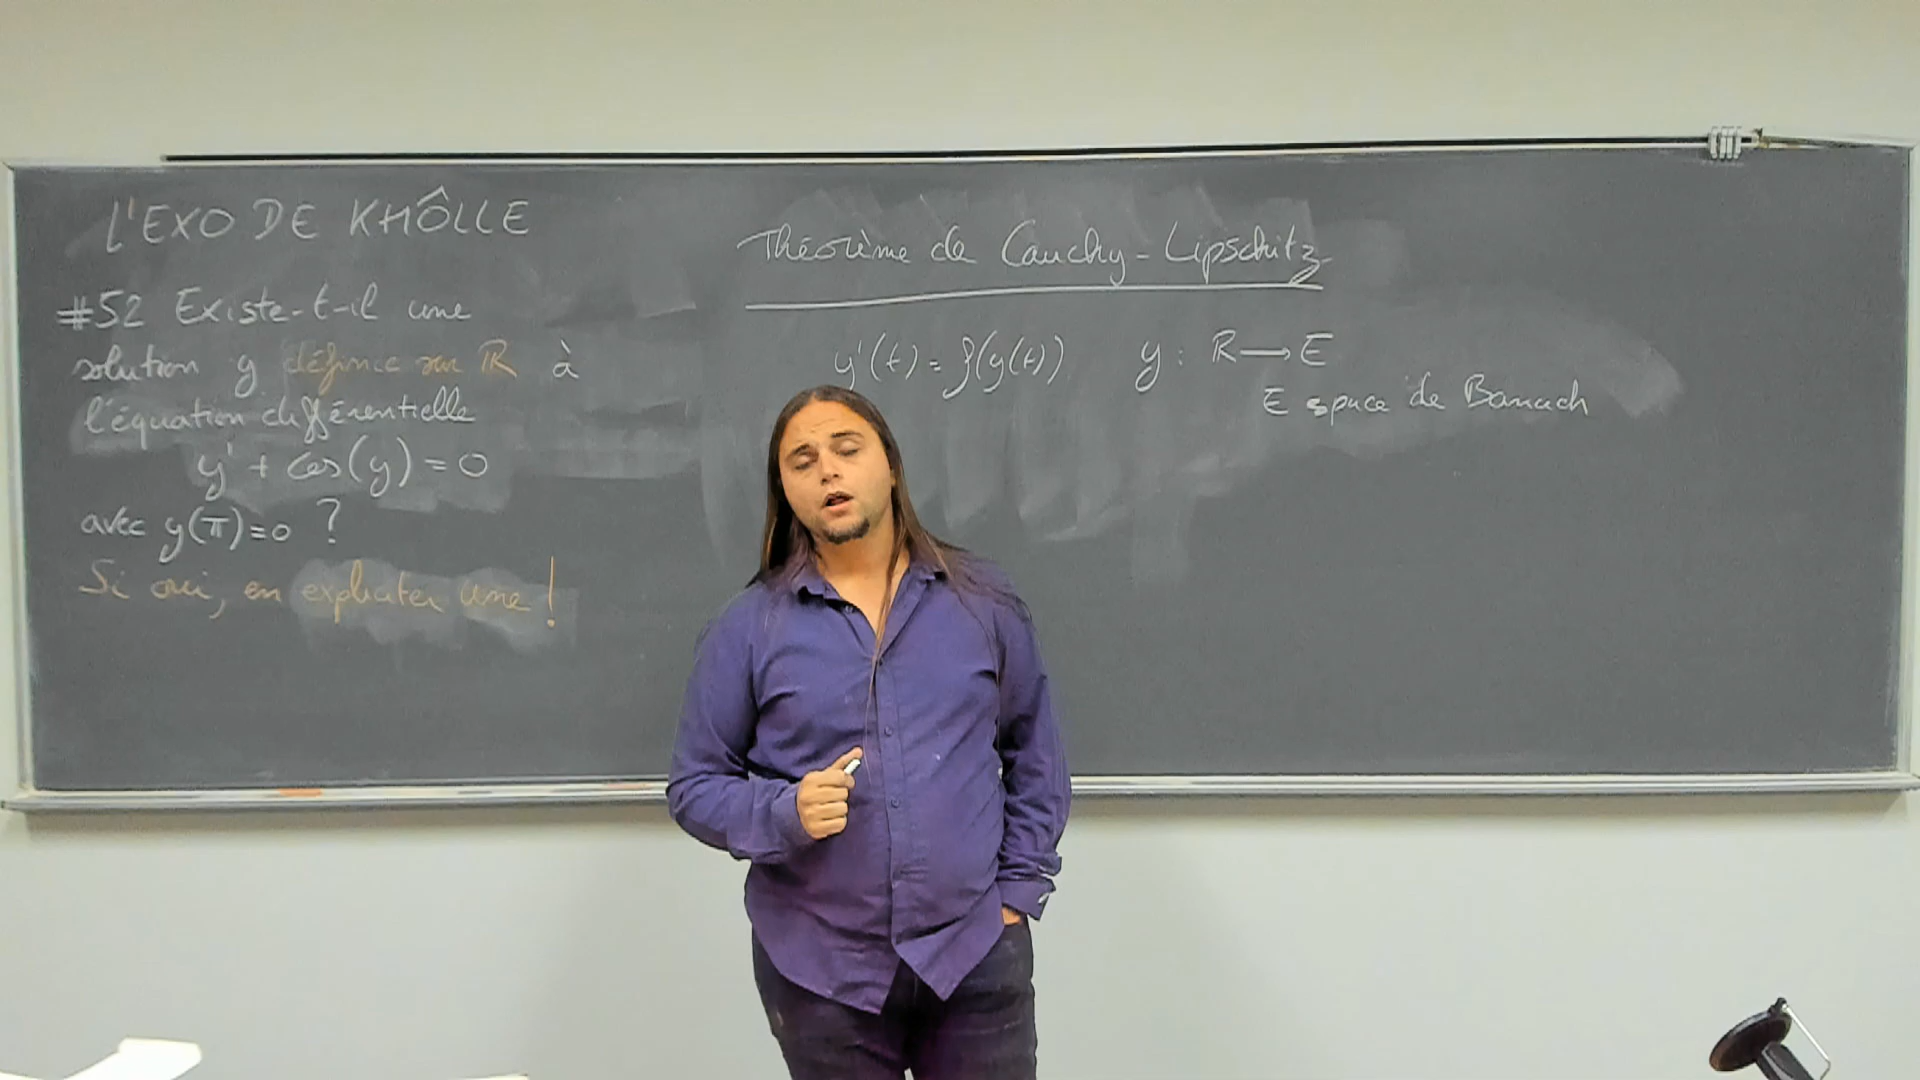 L'EXO DE KHÔLLE
#52 Existe-t-il une
solution y définie sur ℝ à
l'équation différentielle
y' + cos(y) = 0
avec y(π)=0 ?
Si oui, en expliciter une !
Théorème de Cauchy-Lipschitz
y'(t) = f(y(t)) y : ℝ ⟶ E
E espace de Banach